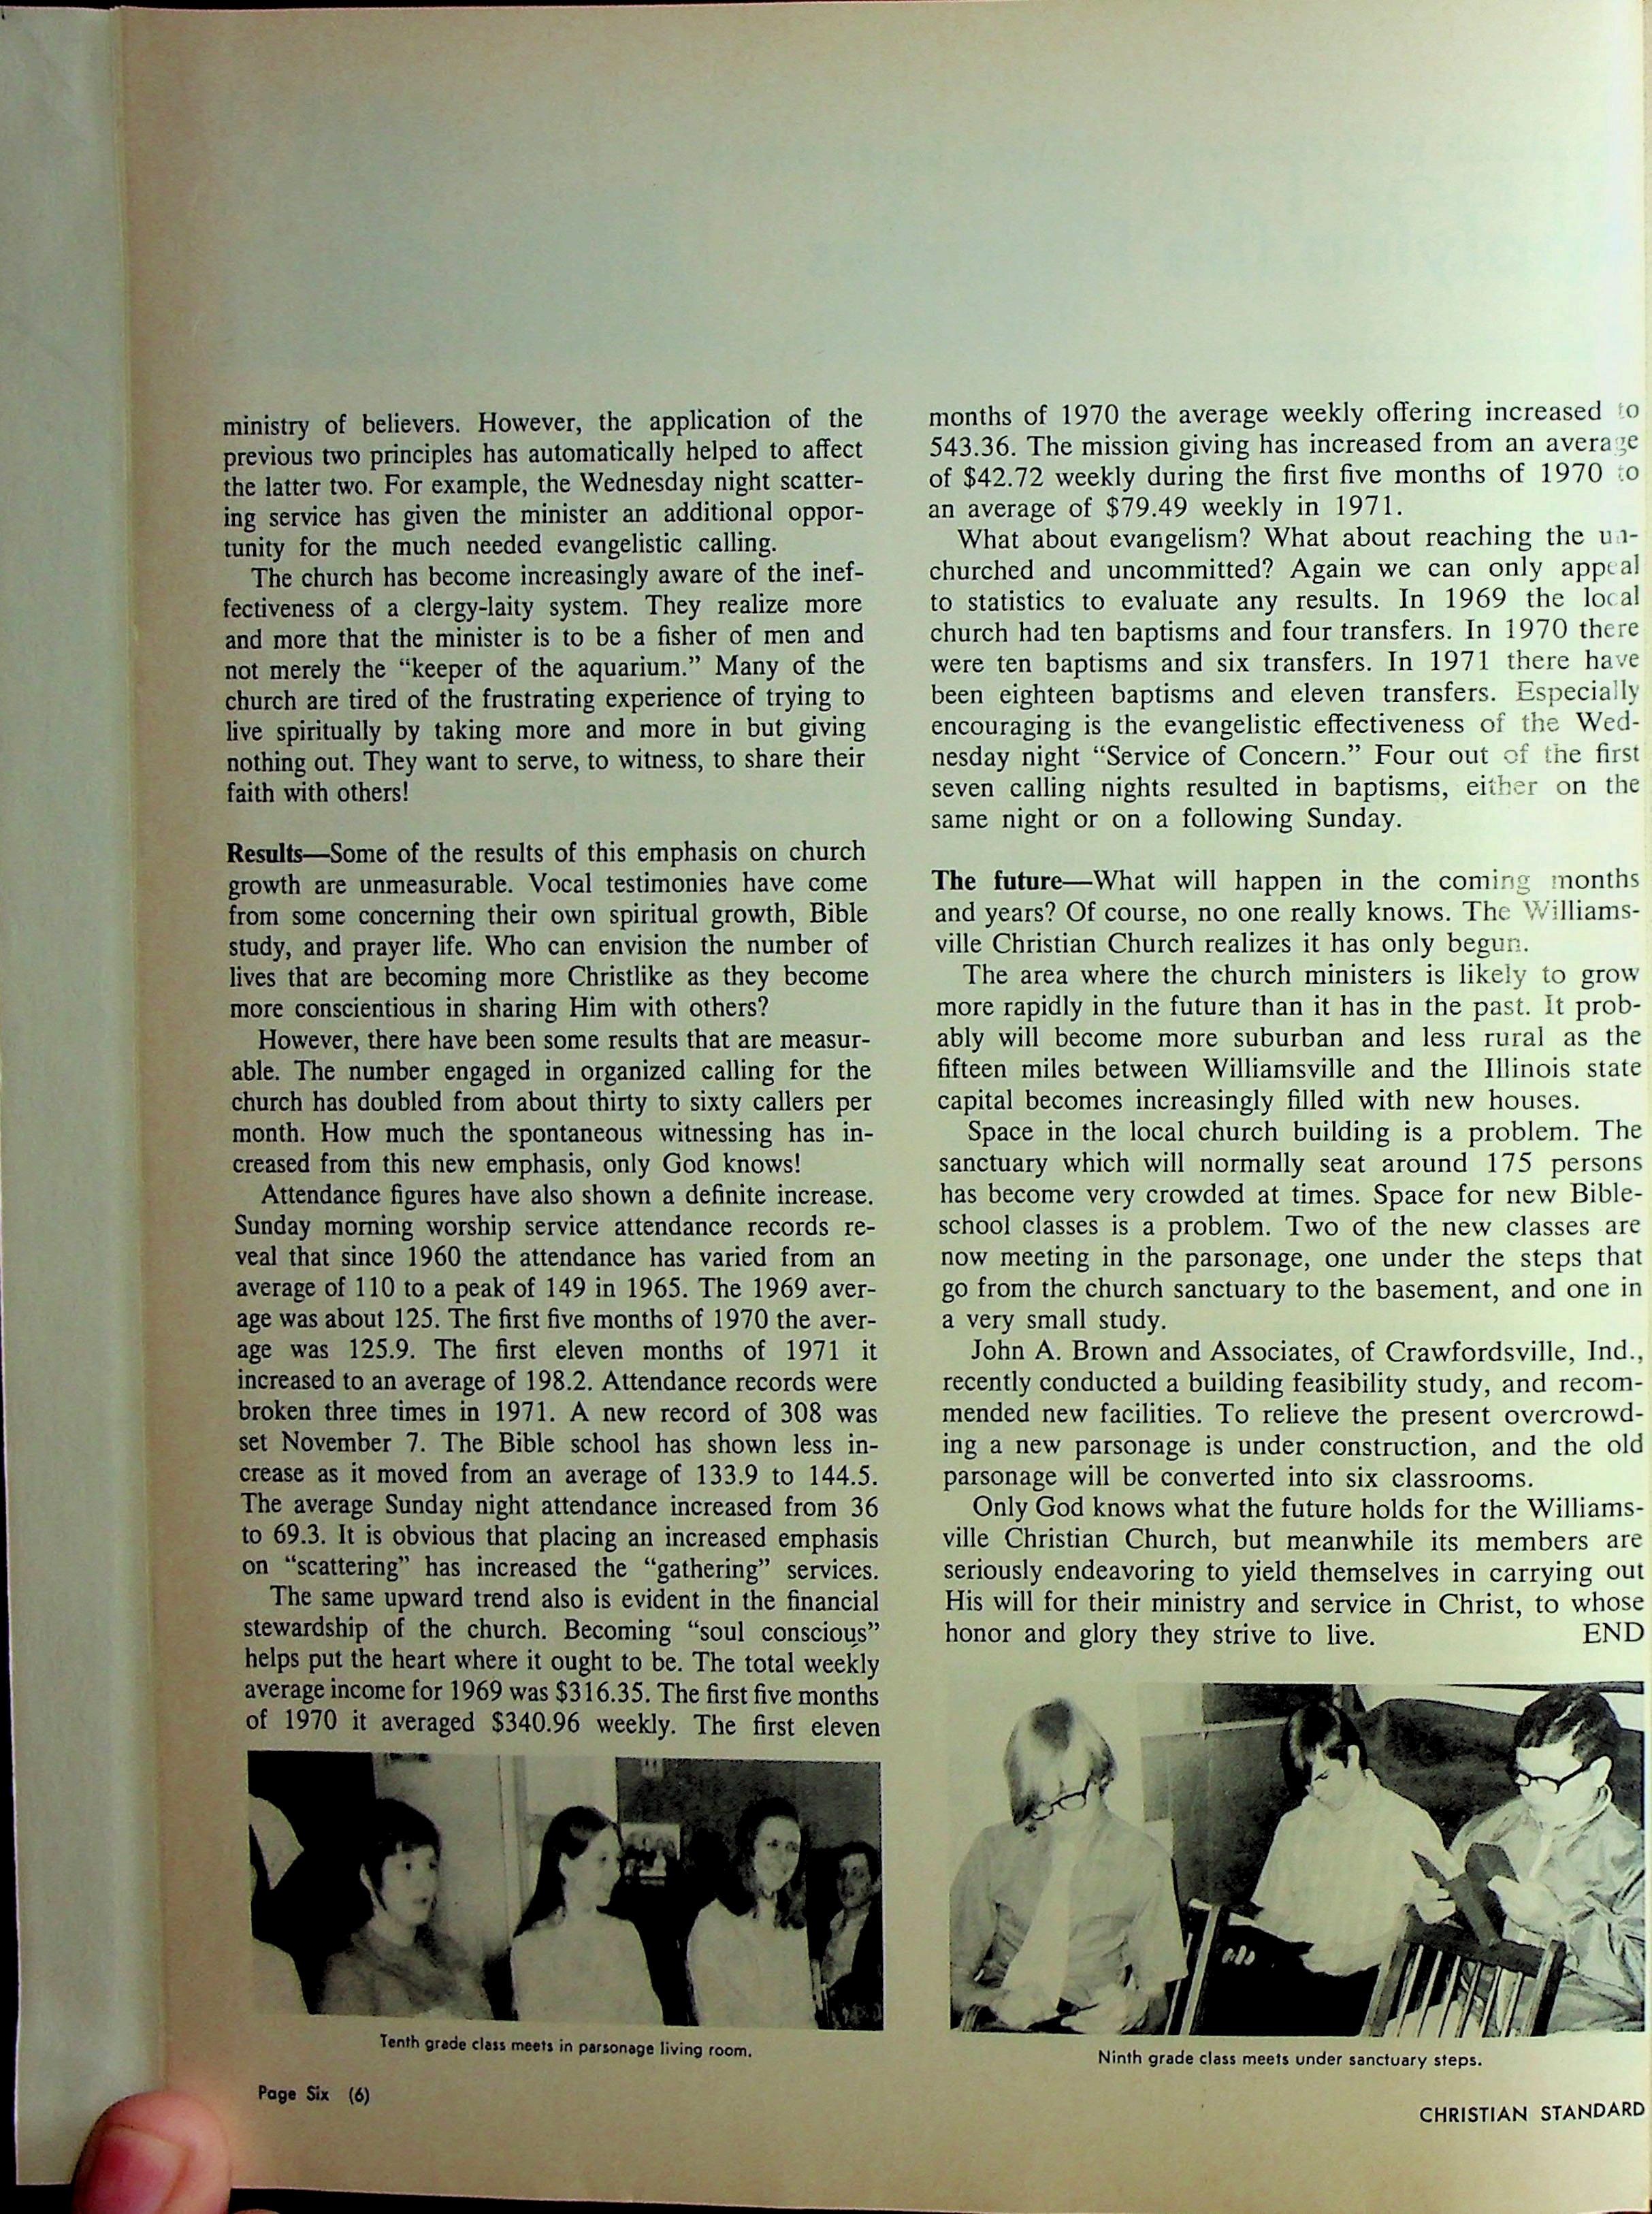 ministry of believers. However, the application of the
previous two principles has automatically helped to affect
the latter two. For example, the Wednesday night scatter-
ing service has given the minister an additional oppor-
tunity for the much needed evangelistic calling.
The church has become increasingly aware of the inef-
fectiveness of a clergy-laity system. They realize more
and more that the minister is to be a fisher of men and
not merely the “keeper of the aquarium.” Many of the
church are tired of the frustrating experience of trying to
live spiritually by taking more and more in but giving
nothing out. They want to serve, to witness, to share their
faith with others!
Results—Some of the results of this emphasis on church
growth are unmeasurable. Vocal testimonies have come
from some concerning their own spiritual growth, Bible
study, and prayer life. Who can envision the number of
lives that are becoming more Christlike as they become
more conscientious in sharing Him with others?
However, there have been some results that are measur-
able. The number engaged in organized calling for the
church has doubled from about thirty to sixty callers per
month. How much the spontaneous witnessing has in-
creased from this new emphasis, only God knows!
Attendance figures have also shown a definite increase.
Sunday morning worship service attendance records re-
veal that since 1960 the attendance has varied from an
average of 110 to a peak of 149 in 1965. The 1969 aver-
age was about 125. The first five months of 1970 the aver-
age was 125.9. The first eleven months of 1971 it
increased to an average of 198.2. Attendance records were
broken three times in 1971. A new record of 308 was
set November 7. The Bible school has shown less in-
crease as it moved from an average of 133.9 to 144.5.
The average Sunday night attendance increased from 36
to 69.3. It is obvious that placing an increased emphasis
on “scattering” has increased the “gathering” services.
The same upward trend also is evident in the financial
stewardship of the church. Becoming “soul conscious”
helps put the heart where it ought to be. The total weekly
average income for 1969 was $316.35. The first five months
of 1970 it averaged $340.96 weekly. The first eleven
months of 1970 the average weekly offering increased to
543.36. The mission giving has increased from an average
of $42.72 weekly during the first five months of 1970 to
an average of $79.49 weekly in 1971.
What about evangelism? What about reaching the un-
churched and uncommitted? Again we can only appeal
to statistics to evaluate any results. In 1969 the local
church had ten baptisms and four transfers. In 1970 there
were ten baptisms and six transfers. In 1971 there have
been eighteen baptisms and eleven transfers. Especially
encouraging is the evangelistic effectiveness of the Wed-
nesday night “Service of Concern.” Four out of the first
seven calling nights resulted in baptisms, either on the
same night or on a following Sunday.
The future—What will happen in the coming months
and years? Of course, no one really knows. The Williams-
ville Christian Church realizes it has only begun.
The area where the church ministers is likely to grow
more rapidly in the future than it has in the past. It prob-
ably will become more suburban and less rural as the
fifteen miles between Williamsville and the Illinois state
capital becomes increasingly filled with new houses.
Space in the local church building is a problem. The
sanctuary which will normally seat around 175 persons
has become very crowded at times. Space for new Bible-
school classes is a problem. Two of the new classes are
now meeting in the parsonage, one under the steps that
go from the church sanctuary to the basement, and one in
a very small study.
John A. Brown and Associates, of Crawfordsville, Ind.,
recently conducted a building feasibility study, and recom-
mended new facilities. To relieve the present overcrowd-
ing a new parsonage is under construction, and the old
parsonage will be converted into six classrooms.
Only God knows what the future holds for the Williams-
ville Christian Church, but meanwhile its members are
seriously endeavoring to yield themselves in carrying out
His will for their ministry and service in Christ, to whose
honor and glory they strive to live. END
Tenth grade class meets in parsonage living room.
Ninth grade class meets under sanctuary steps.
Page Six (6)
CHRISTIAN STANDARD